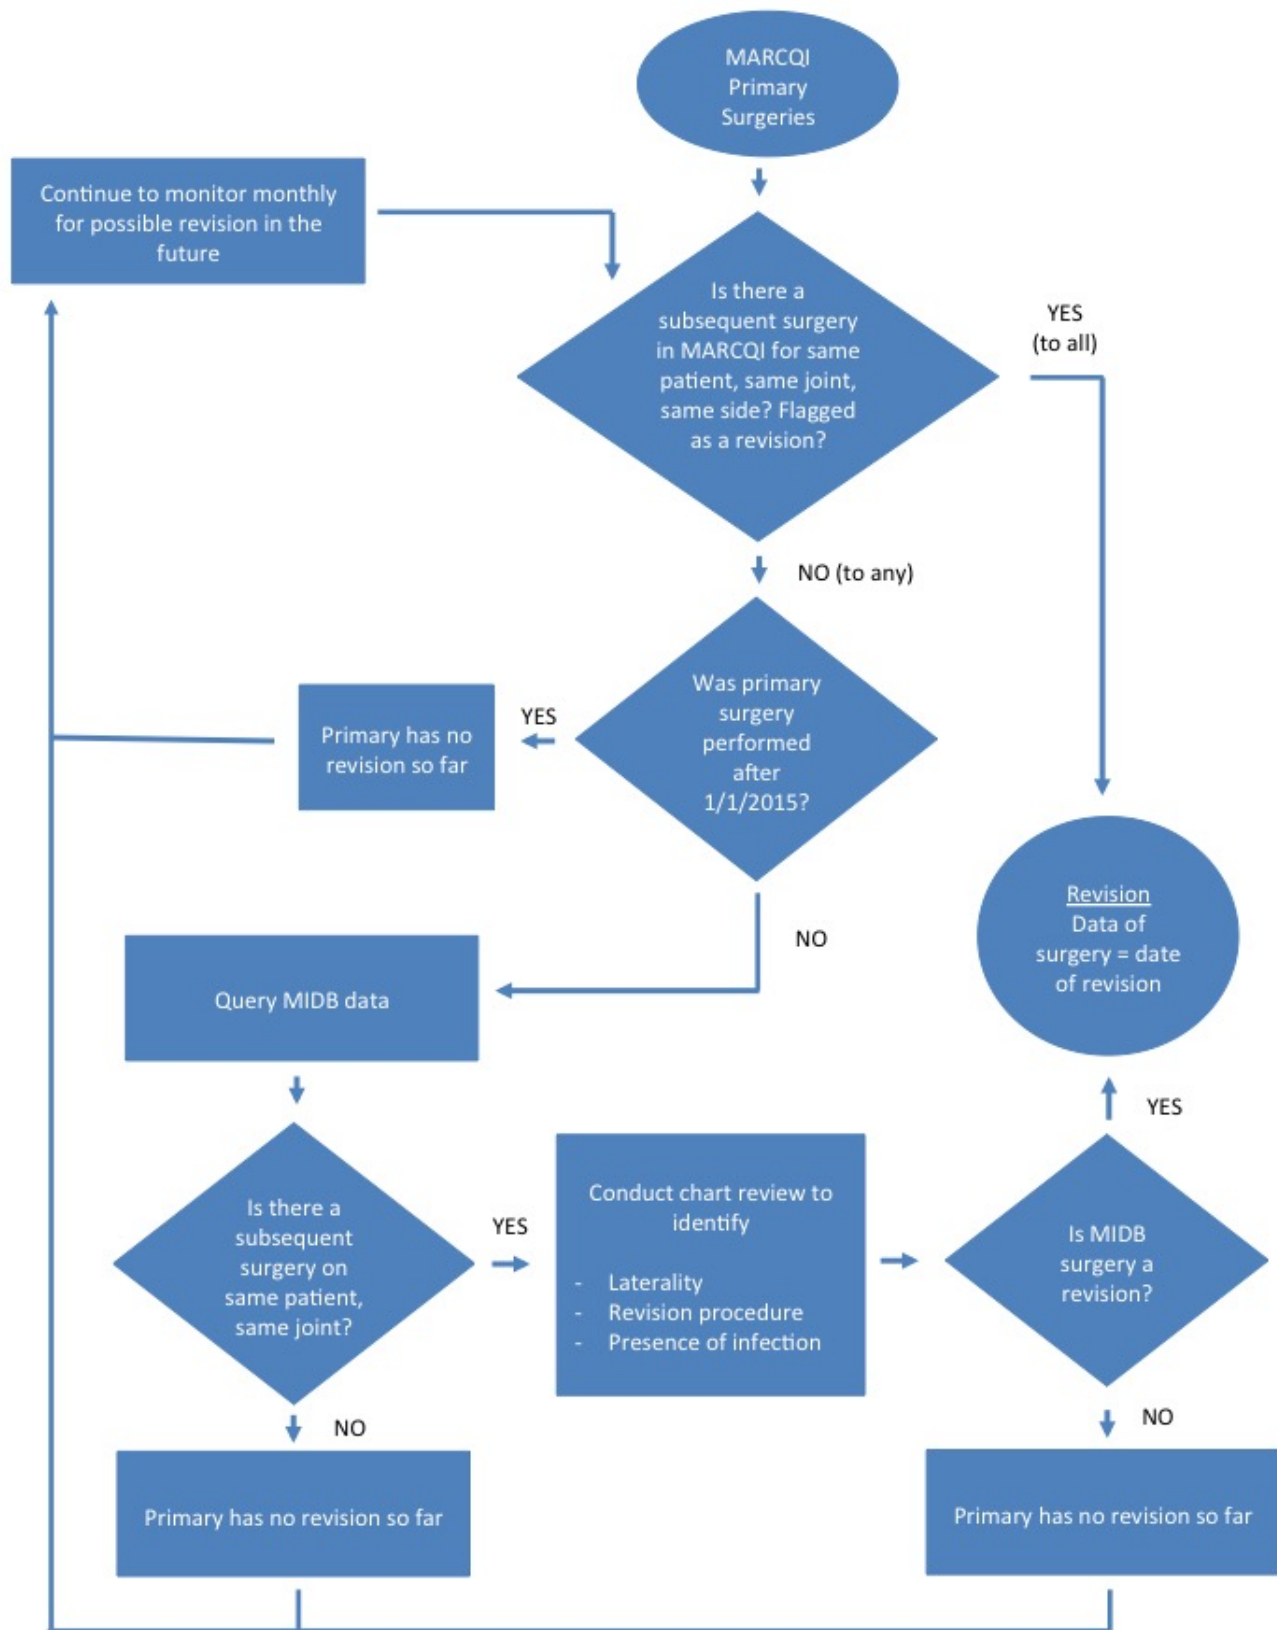 MARCQI
Primary
Surgeries
Continue to monitor monthly
for possible revision in the
future
Is there a
subsequent surgery
in MARCQI for same
patient, same joint,
same side? Flagged
as a revision?
YES
(to all)
NO (to any)
Was primary
surgery
performed
after
1/1/2015?
YES
Primary has no
revision so far
NO
Revision
Data of
surgery = date
of revision
Query MIDB data
Is there a
subsequent
surgery on
same patient,
same joint?
YES
Conduct chart review to
identify
- Laterality
- Revision procedure
- Presence of infection
Is MIDB
surgery a
revision?
YES
NO
Primary has no revision so far
NO
Primary has no revision so far